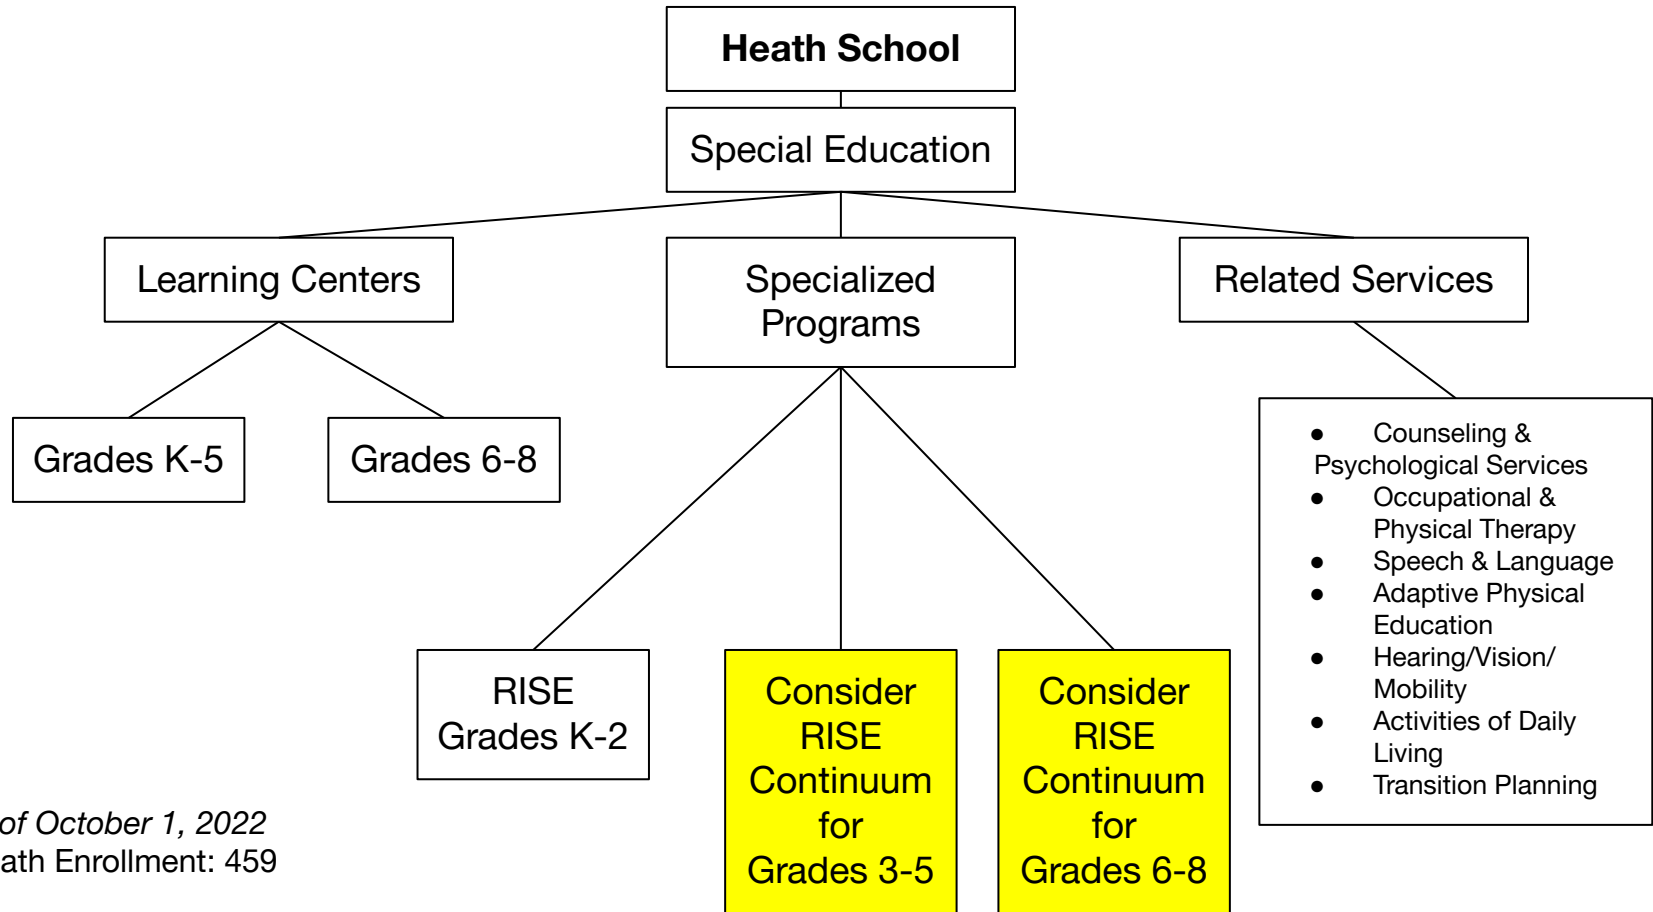 Heath School
Special Education
Learning Centers
Specialized
Programs
Related Services
Grades K-5
Grades 6-8
● Counseling &
Psychological Services
● Occupational &
Physical Therapy
● Speech & Language
● Adaptive Physical
Education
● Hearing/Vision/
Mobility
● Activities of Daily
Living
● Transition Planning
RISE
Grades K-2
Consider
RISE
Continuum
for
Grades 3-5
Consider
RISE
Continuum
for
Grades 6-8
of October 1, 2022
ath Enrollment: 459